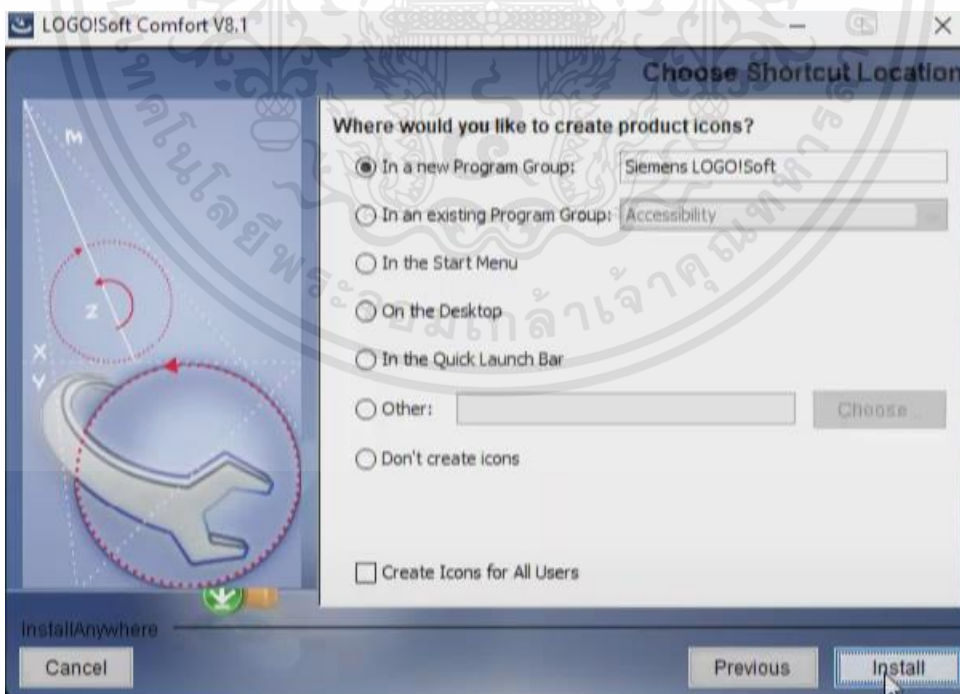 LOGO!Soft Comfort V8.1
Choose Shortcut Location
Where would you like to create product icons?
In a new Program Group: Siemens LOGO!Soft
In an existing Program Group: Accessibility
In the Start Menu
On the Desktop
In the Quick Launch Bar
Other: Choose...
Don't create icons
Create Icons for All Users
M
Z
X
Y
InstallAnywhere
Cancel Previous Install